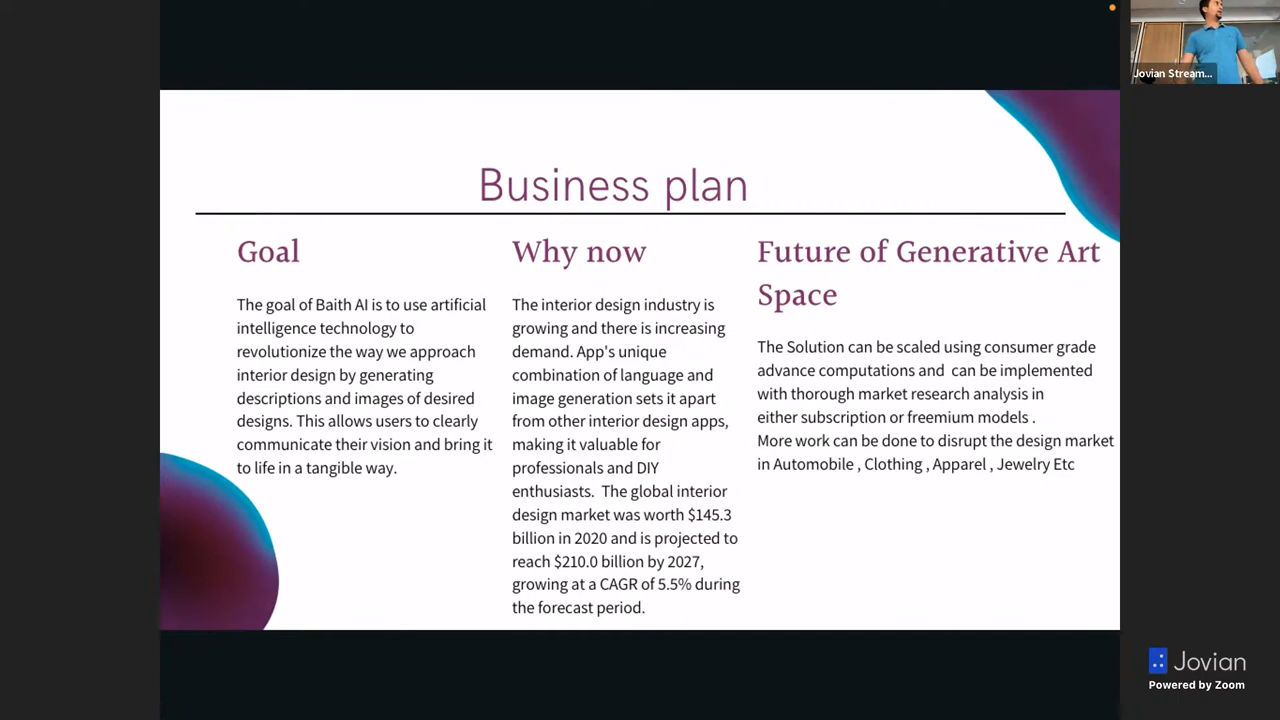 Jovian Stream...
Business plan
Goal
The goal of Baith AI is to use artificial
intelligence technology to
revolutionize the way we approach
interior design by generating
descriptions and images of desired
designs. This allows users to clearly
communicate their vision and bring it
to life in a tangible way.
Why now
The interior design industry is
growing and there is increasing
demand. App's unique
combination of language and
image generation sets it apart
from other interior design apps,
making it valuable for
professionals and DIY
enthusiasts.  The global interior
design market was worth $145.3
billion in 2020 and is projected to
reach $210.0 billion by 2027,
growing at a CAGR of 5.5% during
the forecast period.
Future of Generative Art
Space
The Solution can be scaled using consumer grade
advance computations and  can be implemented
with thorough market research analysis in
either subscription or freemium models .
More work can be done to disrupt the design market
in Automobile , Clothing , Apparel , Jewelry Etc
Jovian
Powered by Zoom